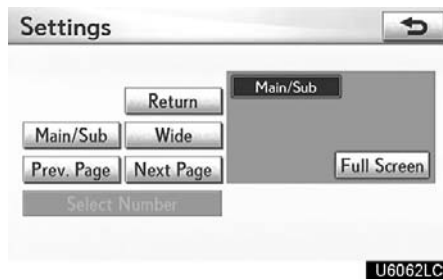 Settings
Return
Main/Sub
Main/Sub Wide
Prev. Page Next Page
Full Screen
Select Number
U6062LC